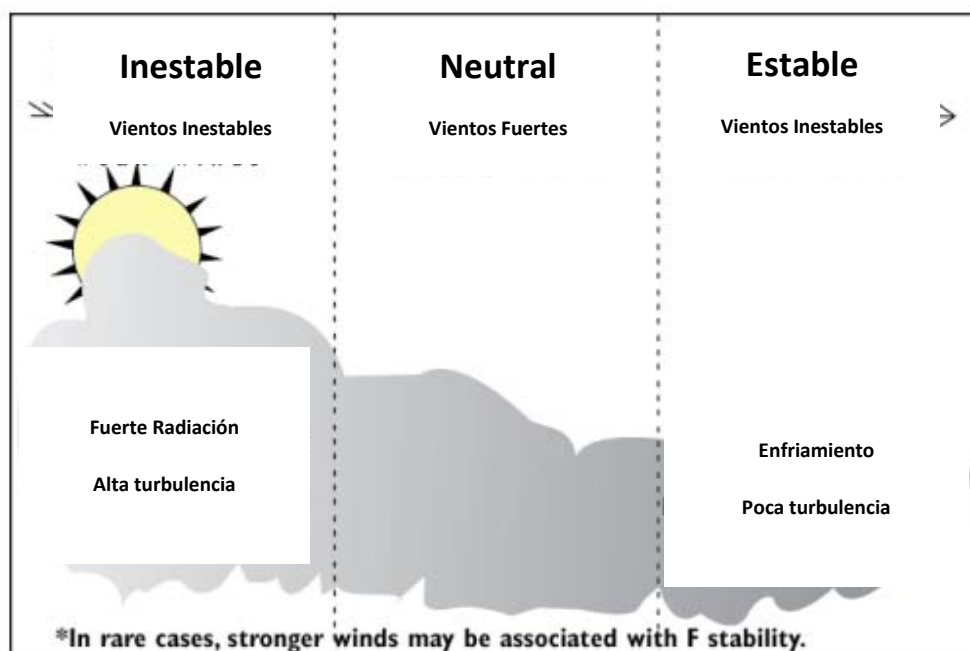 Inestable
Neutral
Estable
Vientos Inestables
Vientos Fuertes
Vientos Inestables
Fuerte Radiación
Alta turbulencia
Enfriamiento
Poca turbulencia
*In rare cases, stronger winds may be associated with F stability.